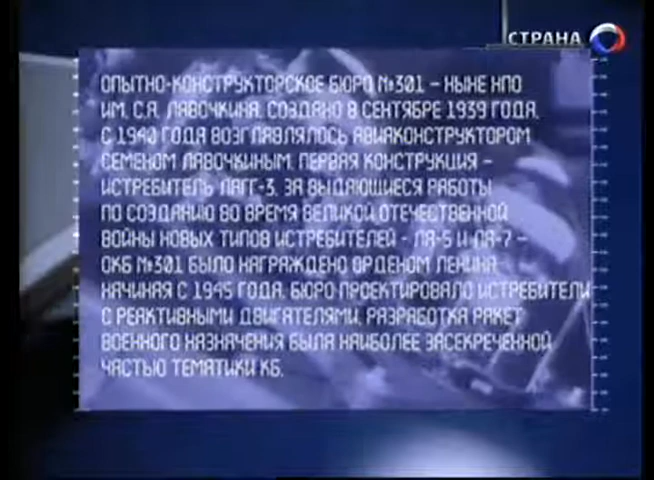 СТРАНА
ОПЫТНО-КОНСТРУКТОРСКОЕ БЮРО №301 – НЫНЕ НПО
ИМ. С.А. ЛАВОЧКИНА. СОЗДАНО В СЕНТЯБРЕ 1939 ГОДА.
С 1940 ГОДА ВОЗГЛАВЛЯЛОСЬ АВИАКОНСТРУКТОРОМ
СЕМЕНОМ ЛАВОЧКИНЫМ. ПЕРВАЯ КОНСТРУКЦИЯ –
ИСТРЕБИТЕЛЬ ЛАГГ-3. ЗА ВЫДАЮЩИЕСЯ РАБОТЫ
ПО СОЗДАНИЮ ВО ВРЕМЯ ВЕЛИКОЙ ОТЕЧЕСТВЕННОЙ
ВОЙНЫ НОВЫХ ТИПОВ ИСТРЕБИТЕЛЕЙ - ЛА-5 И ЛА-7 –
ОКБ №301 БЫЛО НАГРАЖДЕНО ОРДЕНОМ ЛЕНИНА
НАЧИНАЯ С 1945 ГОДА, БЮРО ПРОЕКТИРОВАЛО ИСТРЕБИТЕЛИ
С РЕАКТИВНЫМИ ДВИГАТЕЛЯМИ. РАЗРАБОТКА РАКЕТ
ВОЕННОГО НАЗНАЧЕНИЯ БЫЛА НАИБОЛЕЕ ЗАСЕКРЕЧЕННОЙ
ЧАСТЬЮ ТЕМАТИКИ КБ.